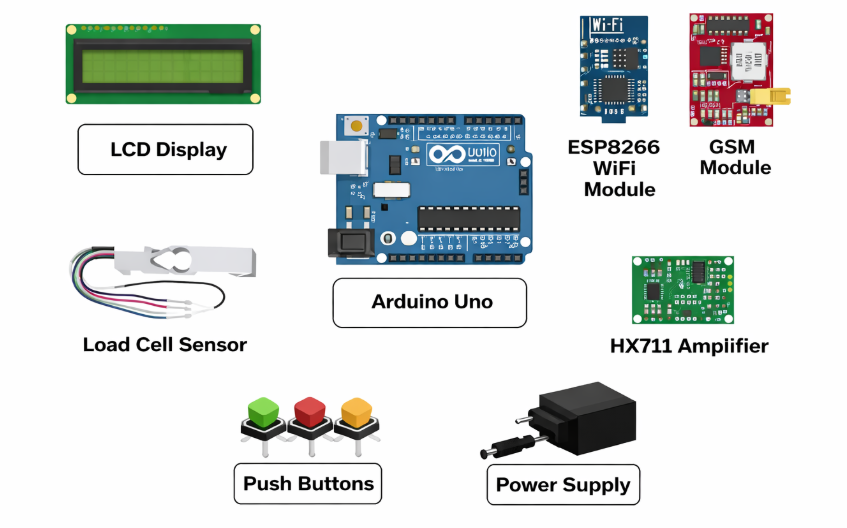 Wi-Fi
LCD Display
ESP8266
WiFi
Module
GSM
Module
Arduino Uno
Load Cell Sensor
HX711 Ampiifier
Push Buttons
Power Supply